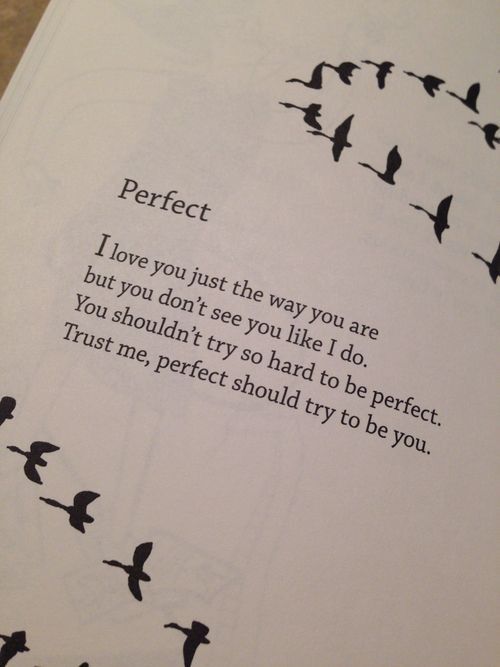 Perfect
I love you just the way you are
but you don't see you like I do.
You shouldn't try so hard to be perfect.
Trust me, perfect should try to be you.